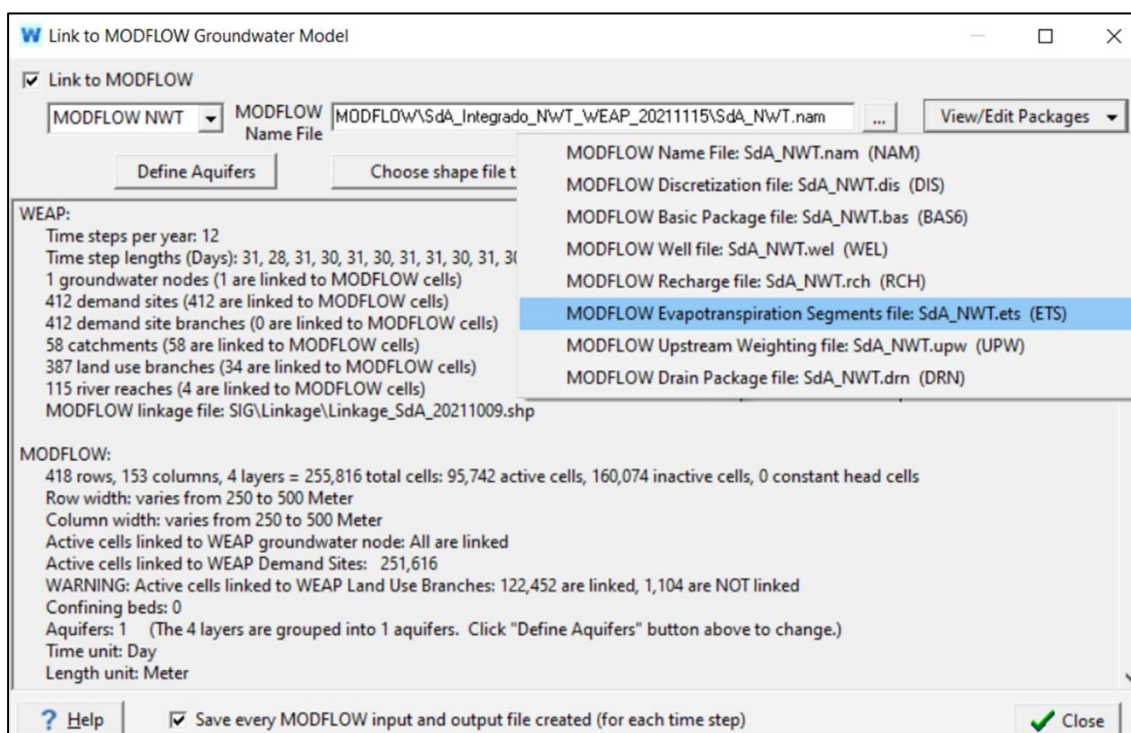 W Link to MODFLOW Groundwater Model
Link to MODFLOW
MODFLOW NWT
MODFLOW Name File
MODFLOW\SdA_Integrado_NWT_WEAP_20211115\SdA_NWT.nam
...
View/Edit Packages
Define Aquifers
Choose shape file t
MODFLOW Name File: SdA_NWT.nam (NAM)
MODFLOW Discretization file: SdA_NWT.dis (DIS)
MODFLOW Basic Package file: SdA_NWT.bas (BAS6)
MODFLOW Well file: SdA_NWT.wel (WEL)
MODFLOW Recharge file: SdA_NWT.rch (RCH)
MODFLOW Evapotranspiration Segments file: SdA_NWT.ets (ETS)
MODFLOW Upstream Weighting file: SdA_NWT.upw (UPW)
MODFLOW Drain Package file: SdA_NWT.drn (DRN)
WEAP:
Time steps per year: 12
Time step lengths (Days): 31, 28, 31, 30, 31, 30, 31, 31, 30, 31, 30
1 groundwater nodes (1 are linked to MODFLOW cells)
412 demand sites (412 are linked to MODFLOW cells)
412 demand site branches (0 are linked to MODFLOW cells)
58 catchments (58 are linked to MODFLOW cells)
387 land use branches (34 are linked to MODFLOW cells)
115 river reaches (4 are linked to MODFLOW cells)
MODFLOW linkage file: SIG\Linkage\Linkage_SdA_20211009.shp
MODFLOW:
418 rows, 153 columns, 4 layers = 255,816 total cells: 95,742 active cells, 160,074 inactive cells, 0 constant head cells
Row width: varies from 250 to 500 Meter
Column width: varies from 250 to 500 Meter
Active cells linked to WEAP groundwater node: All are linked
Active cells linked to WEAP Demand Sites: 251,616
WARNING: Active cells linked to WEAP Land Use Branches: 122,452 are linked, 1,104 are NOT linked
Confining beds: 0
Aquifers: 1 (The 4 layers are grouped into 1 aquifers. Click "Define Aquifers" button above to change.)
Time unit: Day
Length unit: Meter
? Help
Save every MODFLOW input and output file created (for each time step)
Close